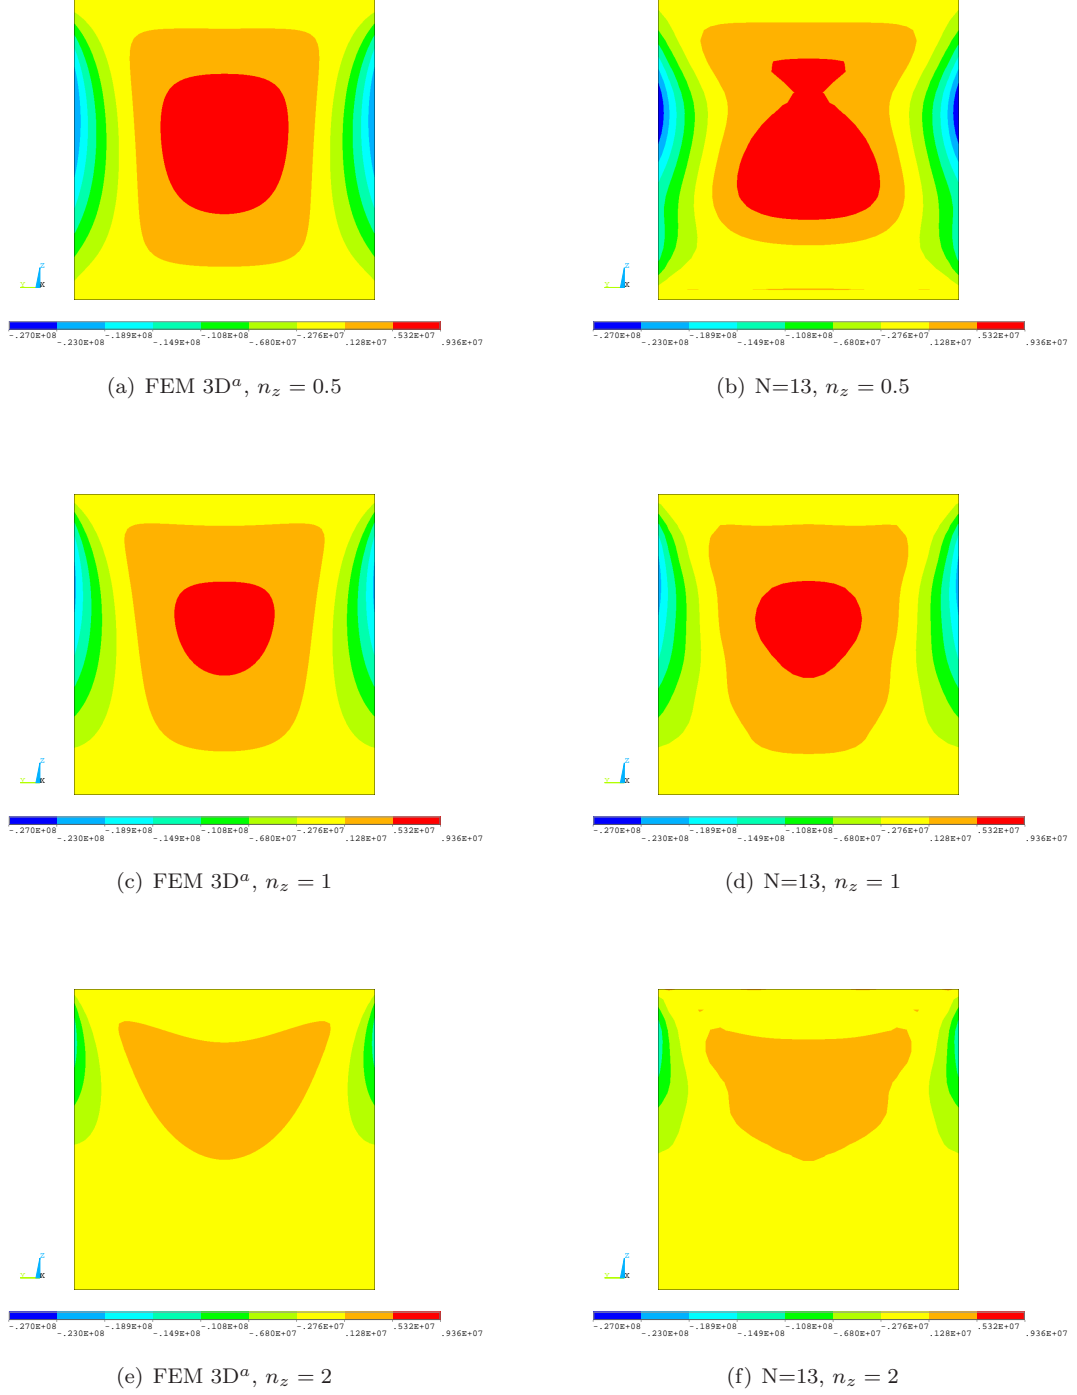 Z Z
Y X Y X
-.270E+08 -.189E+08 -.108E+08 -.276E+07 .532E+07 -.270E+08 -.189E+08 -.108E+08 -.276E+07 .532E+07
-.230E+08 -.149E+08 -.680E+07 .128E+07 .936E+07 -.230E+08 -.149E+08 -.680E+07 .128E+07 .936E+07
(a) FEM 3Dᵃ, n_z = 0.5 (b) N=13, n_z = 0.5
Z Z
Y X Y X
-.270E+08 -.189E+08 -.108E+08 -.276E+07 .532E+07 -.270E+08 -.189E+08 -.108E+08 -.276E+07 .532E+07
-.230E+08 -.149E+08 -.680E+07 .128E+07 .936E+07 -.230E+08 -.149E+08 -.680E+07 .128E+07 .936E+07
(c) FEM 3Dᵃ, n_z = 1 (d) N=13, n_z = 1
Z Z
Y X Y X
-.270E+08 -.189E+08 -.108E+08 -.276E+07 .532E+07 -.270E+08 -.189E+08 -.108E+08 -.276E+07 .532E+07
-.230E+08 -.149E+08 -.680E+07 .128E+07 .936E+07 -.230E+08 -.149E+08 -.680E+07 .128E+07 .936E+07
(e) FEM 3Dᵃ, n_z = 2 (f) N=13, n_z = 2